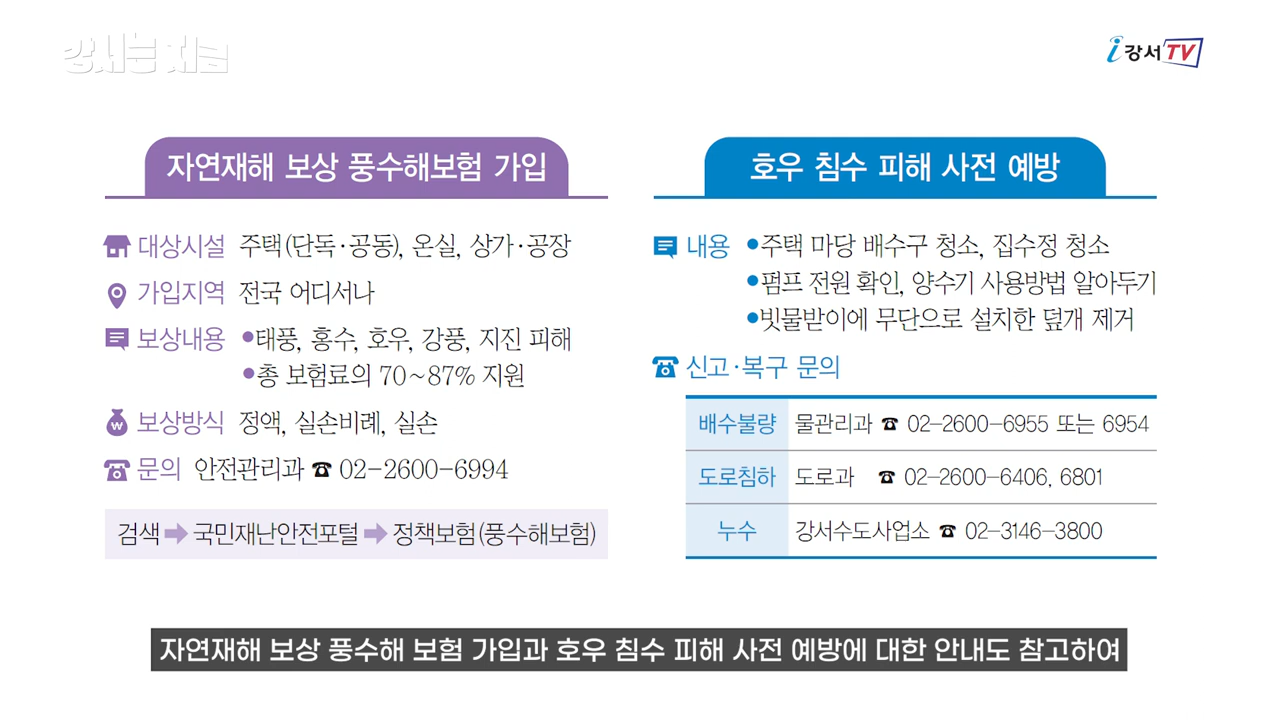 강서는 지금
i 강서 TV
자연재해 보상 풍수해보험 가입
대상시설 주택(단독·공동), 온실, 상가·공장
가입지역 전국 어디서나
보상내용 ●태풍, 홍수, 호우, 강풍, 지진 피해
●총 보험료의 70~87% 지원
보상방식 정액, 실손비례, 실손
문의 안전관리과 ☎ 02-2600-6994
검색 ➡ 국민재난안전포털 ➡ 정책보험(풍수해보험)
호우 침수 피해 사전 예방
내용 ●주택 마당 배수구 청소, 집수정 청소
●펌프 전원 확인, 양수기 사용방법 알아두기
●빗물받이에 무단으로 설치한 덮개 제거
신고·복구 문의
배수불량 물관리과 ☎ 02-2600-6955 또는 6954
도로침하 도로과 ☎ 02-2600-6406, 6801
누수 강서수도사업소 ☎ 02-3146-3800
자연재해 보상 풍수해 보험 가입과 호우 침수 피해 사전 예방에 대한 안내도 참고하여